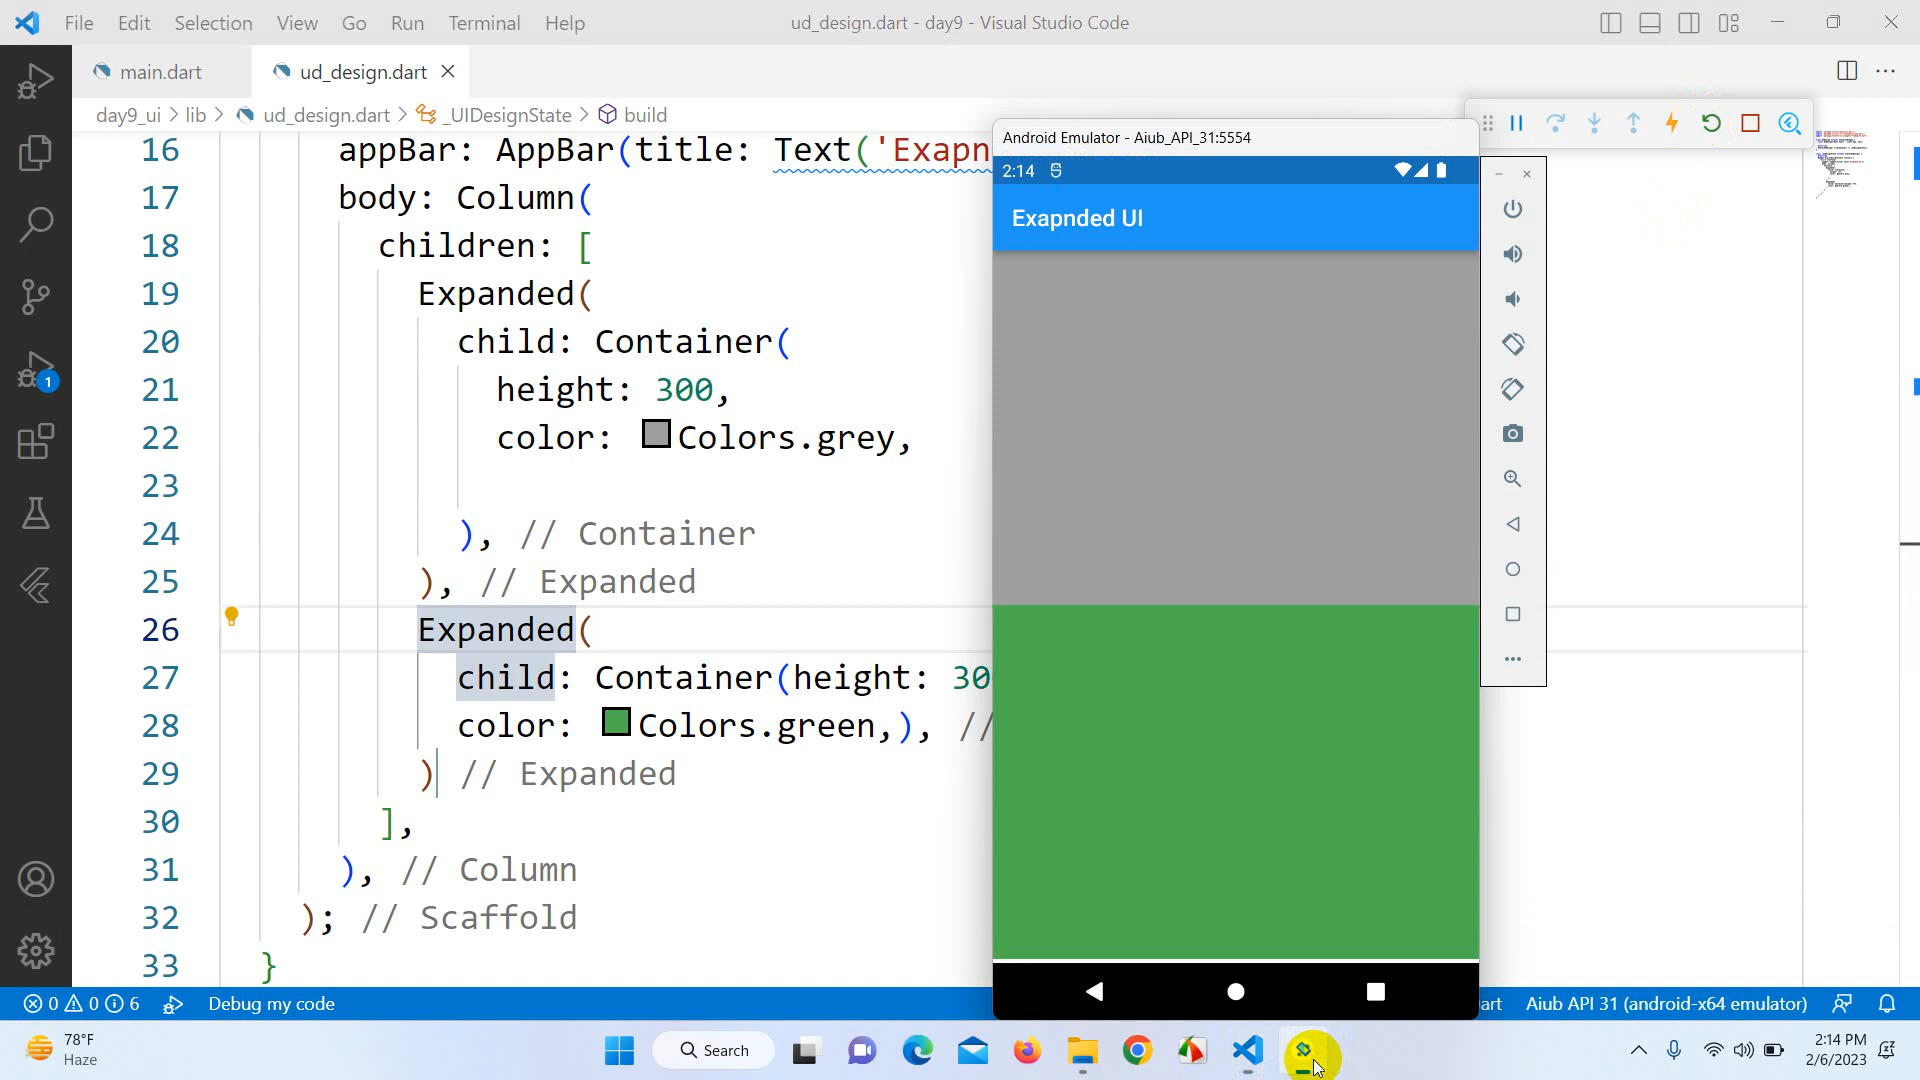 File Edit Selection View Go Run Terminal Help
ud_design.dart - day9 - Visual Studio Code
main.dart
ud_design.dart
day9_ui > lib > ud_design.dart > _UIDesignState > build
16 appBar: AppBar(title: Text('Exapn
17 body: Column(
18 children: [
19 Expanded(
20 child: Container(
21 height: 300,
22 color: Colors.grey,
23
24 ), // Container
25 ), // Expanded
26 Expanded(
27 child: Container(height: 30
28 color: Colors.green,), //
29 ) // Expanded
30 ],
31 ), // Column
32 ); // Scaffold
33 }
Android Emulator - Aiub_API_31:5554
2:14
Exapnded UI
1
0 0 6 Debug my code
art
Aiub API 31 (android-x64 emulator)
78°F
Haze
Search
2:14 PM
2/6/2023